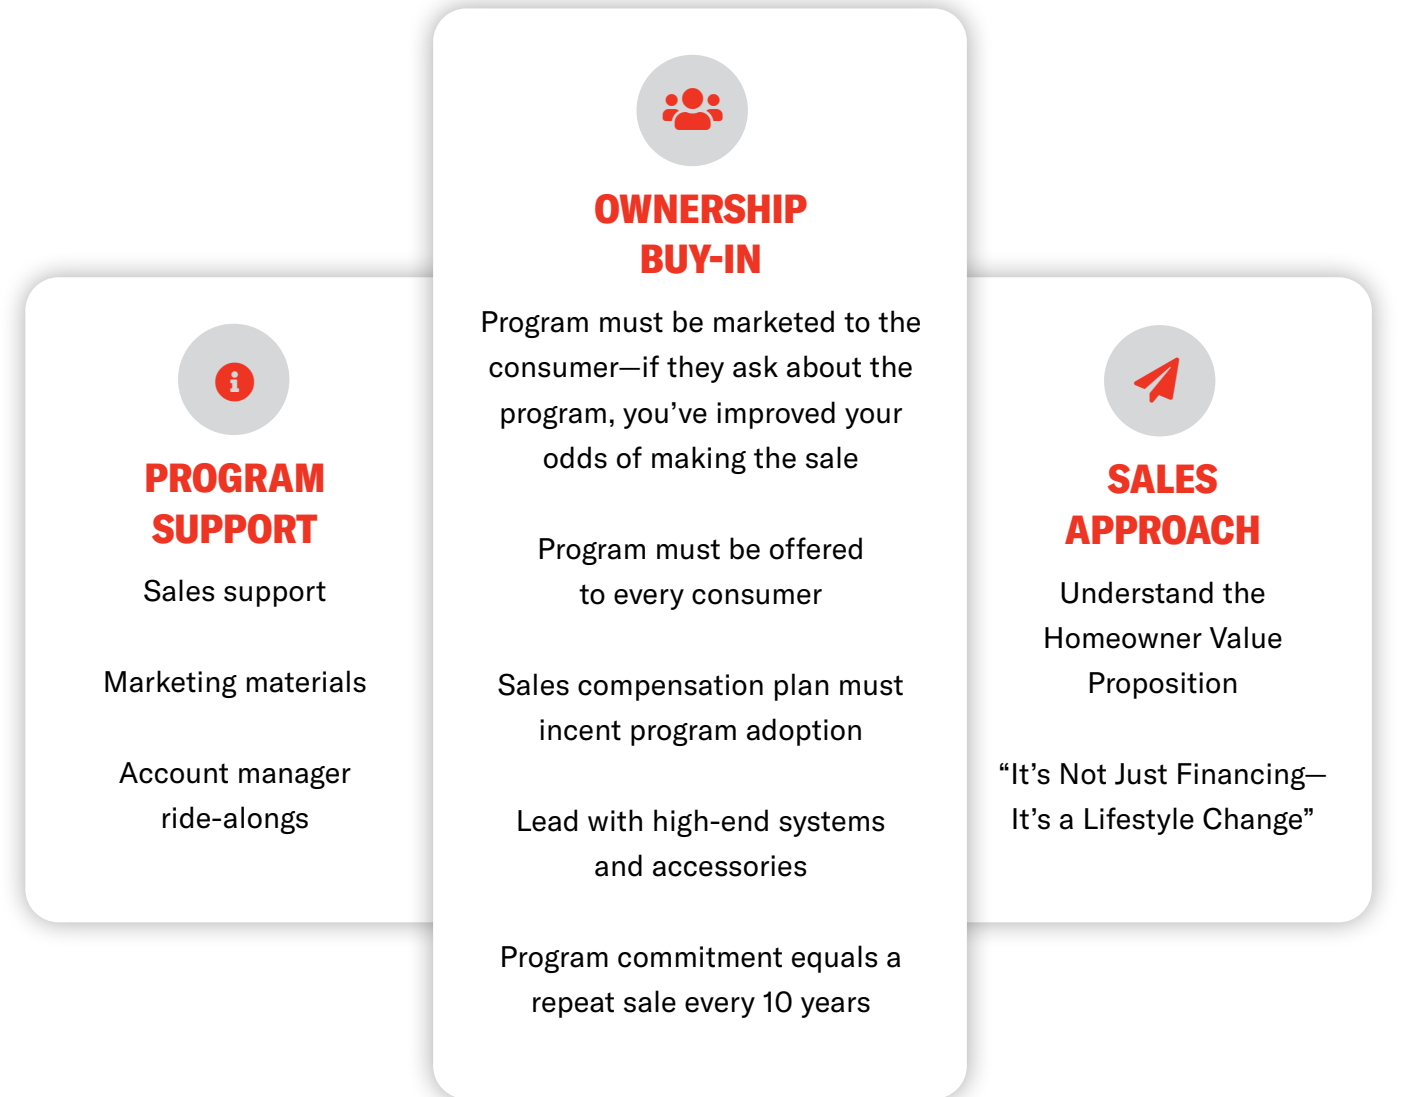 OWNERSHIP
BUY-IN
Program must be marketed to the
consumer—if they ask about the
program, you’ve improved your
odds of making the sale
Program must be offered
to every consumer
Sales compensation plan must
incent program adoption
Lead with high-end systems
and accessories
Program commitment equals a
repeat sale every 10 years
PROGRAM
SUPPORT
Sales support
Marketing materials
Account manager
ride-alongs
SALES
APPROACH
Understand the
Homeowner Value
Proposition
“It’s Not Just Financing—
It’s a Lifestyle Change”